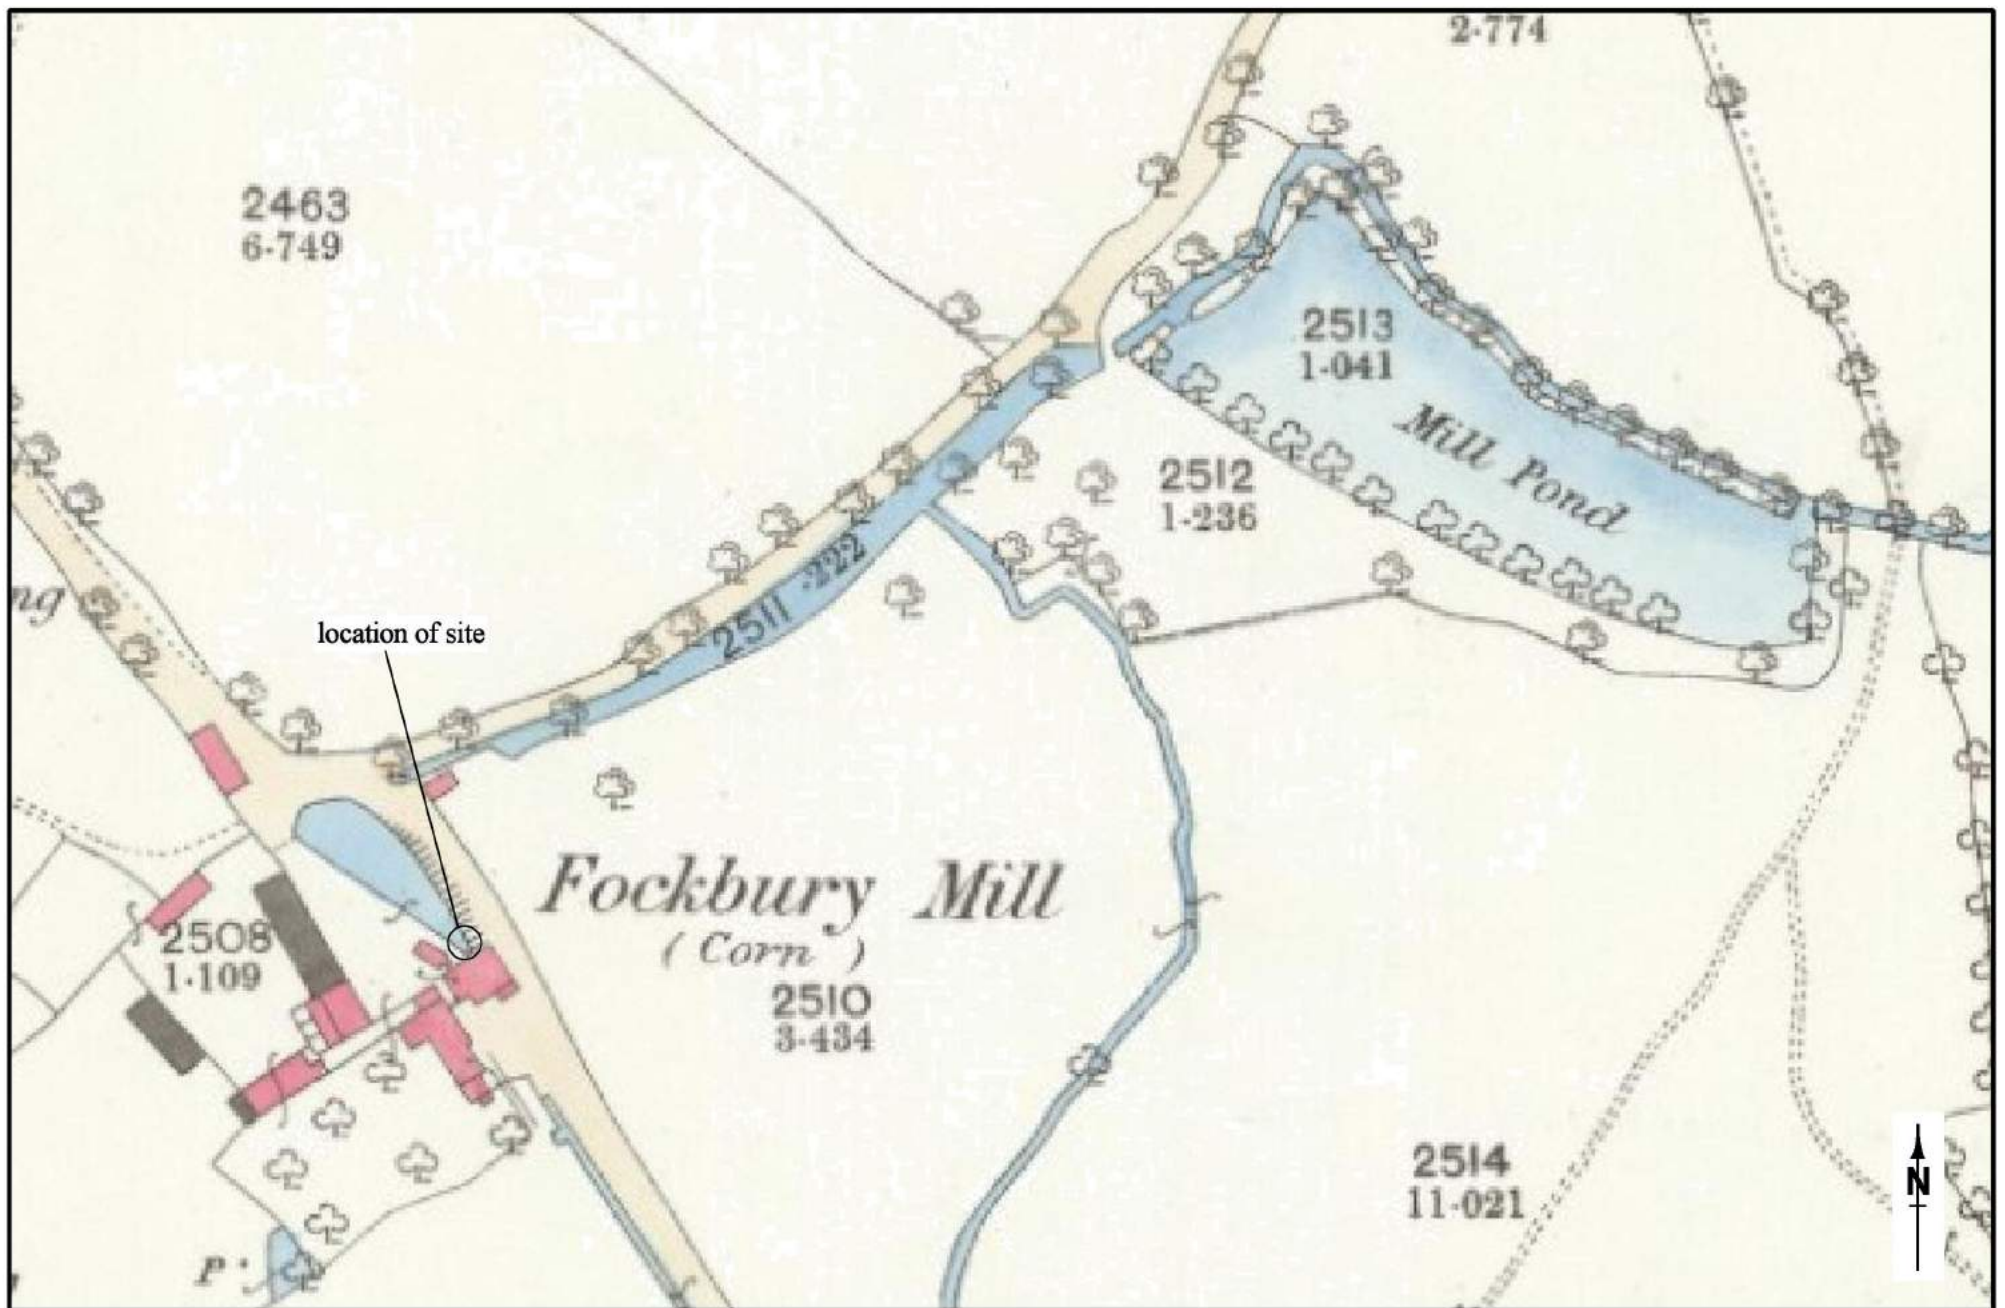 2·774
2463
6·749
2513
1·041
Mill Pond
2512
1·236
2511 ·222
ng
location of site
Fockbury Mill
(Corn)
2508
1·109
2510
3·434
2514
11·021
N
P.